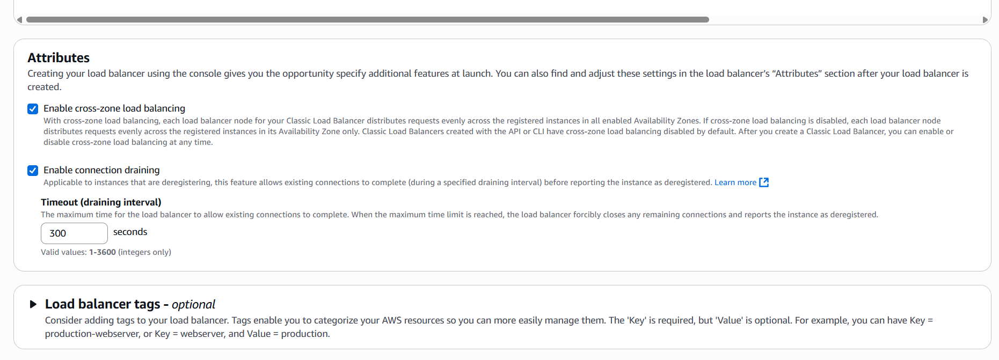 Attributes
Creating your load balancer using the console gives you the opportunity specify additional features at launch. You can also find and adjust these settings in the load balancer's “Attributes” section after your load balancer is
created.
Enable cross-zone load balancing
With cross-zone load balancing, each load balancer node for your Classic Load Balancer distributes requests evenly across the registered instances in all enabled Availability Zones. If cross-zone load balancing is disabled, each load balancer node
distributes requests evenly across the registered instances in its Availability Zone only. Classic Load Balancers created with the API or CLI have cross-zone load balancing disabled by default. After you create a Classic Load Balancer, you can enable or
disable cross-zone load balancing at any time.
Enable connection draining
Applicable to instances that are deregistering, this feature allows existing connections to complete (during a specified draining interval) before reporting the instance as deregistered. Learn more
Timeout (draining interval)
The maximum time for the load balancer to allow existing connections to complete. When the maximum time limit is reached, the load balancer forcibly closes any remaining connections and reports the instance as deregistered.
300 seconds
Valid values: 1-3600 (integers only)
Load balancer tags - optional
Consider adding tags to your load balancer. Tags enable you to categorize your AWS resources so you can more easily manage them. The 'Key' is required, but 'Value' is optional. For example, you can have Key =
production-webserver, or Key = webserver, and Value = production.